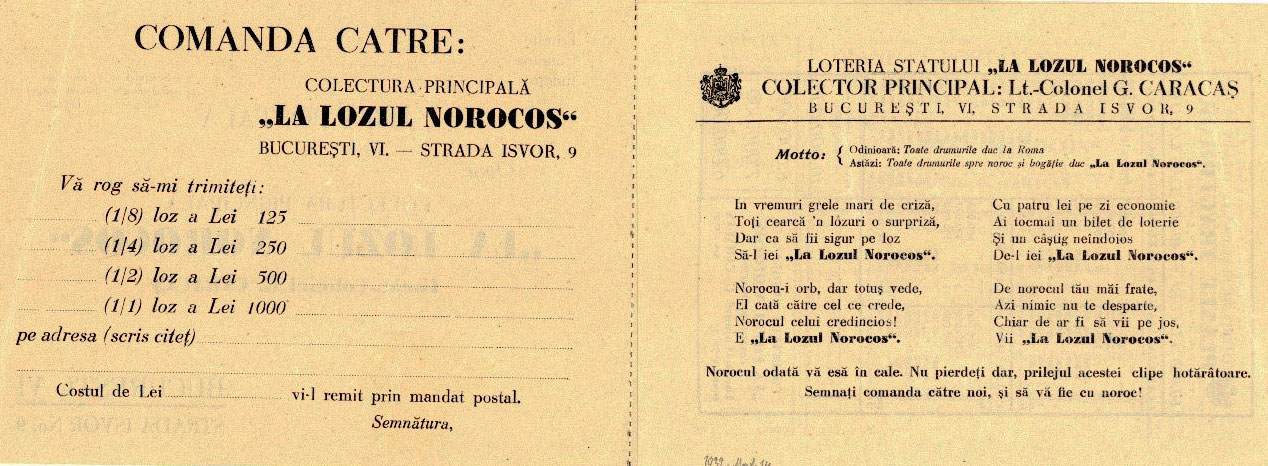 COMANDA CATRE:
COLECTURA PRINCIPALĂ
„LA LOZUL NOROCOS“
BUCUREŞTI, VI. — STRADA ISVOR, 9
Vă rog să-mi trimiteţi:
(1/8) loz a Lei 125
(1/4) loz a Lei 250
(1/2) loz a Lei 500
(1/1) loz a Lei 1000
pe adresa (scris citeţ)
Costul de Lei vi-l remit prin mandat postal.
Semnătura,
LOTERIA STATULUI „LA LOZUL NOROCOS“
COLECTOR PRINCIPAL: Lt.-Colonel G. CARACAŞ
BUCUREŞTI, VI, STRADA ISVOR, 9
Motto: { Odinioară: Toate drumurile duc la Roma
Astăzi: Toate drumurile spre noroc şi bogăţie duc „La Lozul Norocos“.
In vremuri grele mari de criză,
Toţi cearcă 'n lozuri o surpriză,
Dar ca să fii sigur pe loz
Să-l iei „La Lozul Norocos“.
Norocu-i orb, dar totuş vede,
El cată către cel ce crede,
Norocul celui credincios!
E „La Lozul Norocos“.
Cu patru lei pe zi economie
Ai tocmai un bilet de loterie
Şi un câştig neîndoios
De-l iei „La Lozul Norocos“.
De norocul tău măi frate,
Azi nimic nu te desparte,
Chiar de ar fi să vii pe jos,
Vii „La Lozul Norocos“.
Norocul odată vă esă în cale. Nu pierdeţi dar, prilejul acestei clipe hotărâtoare.
Semnaţi comanda către noi, şi să vă fie cu noroc!